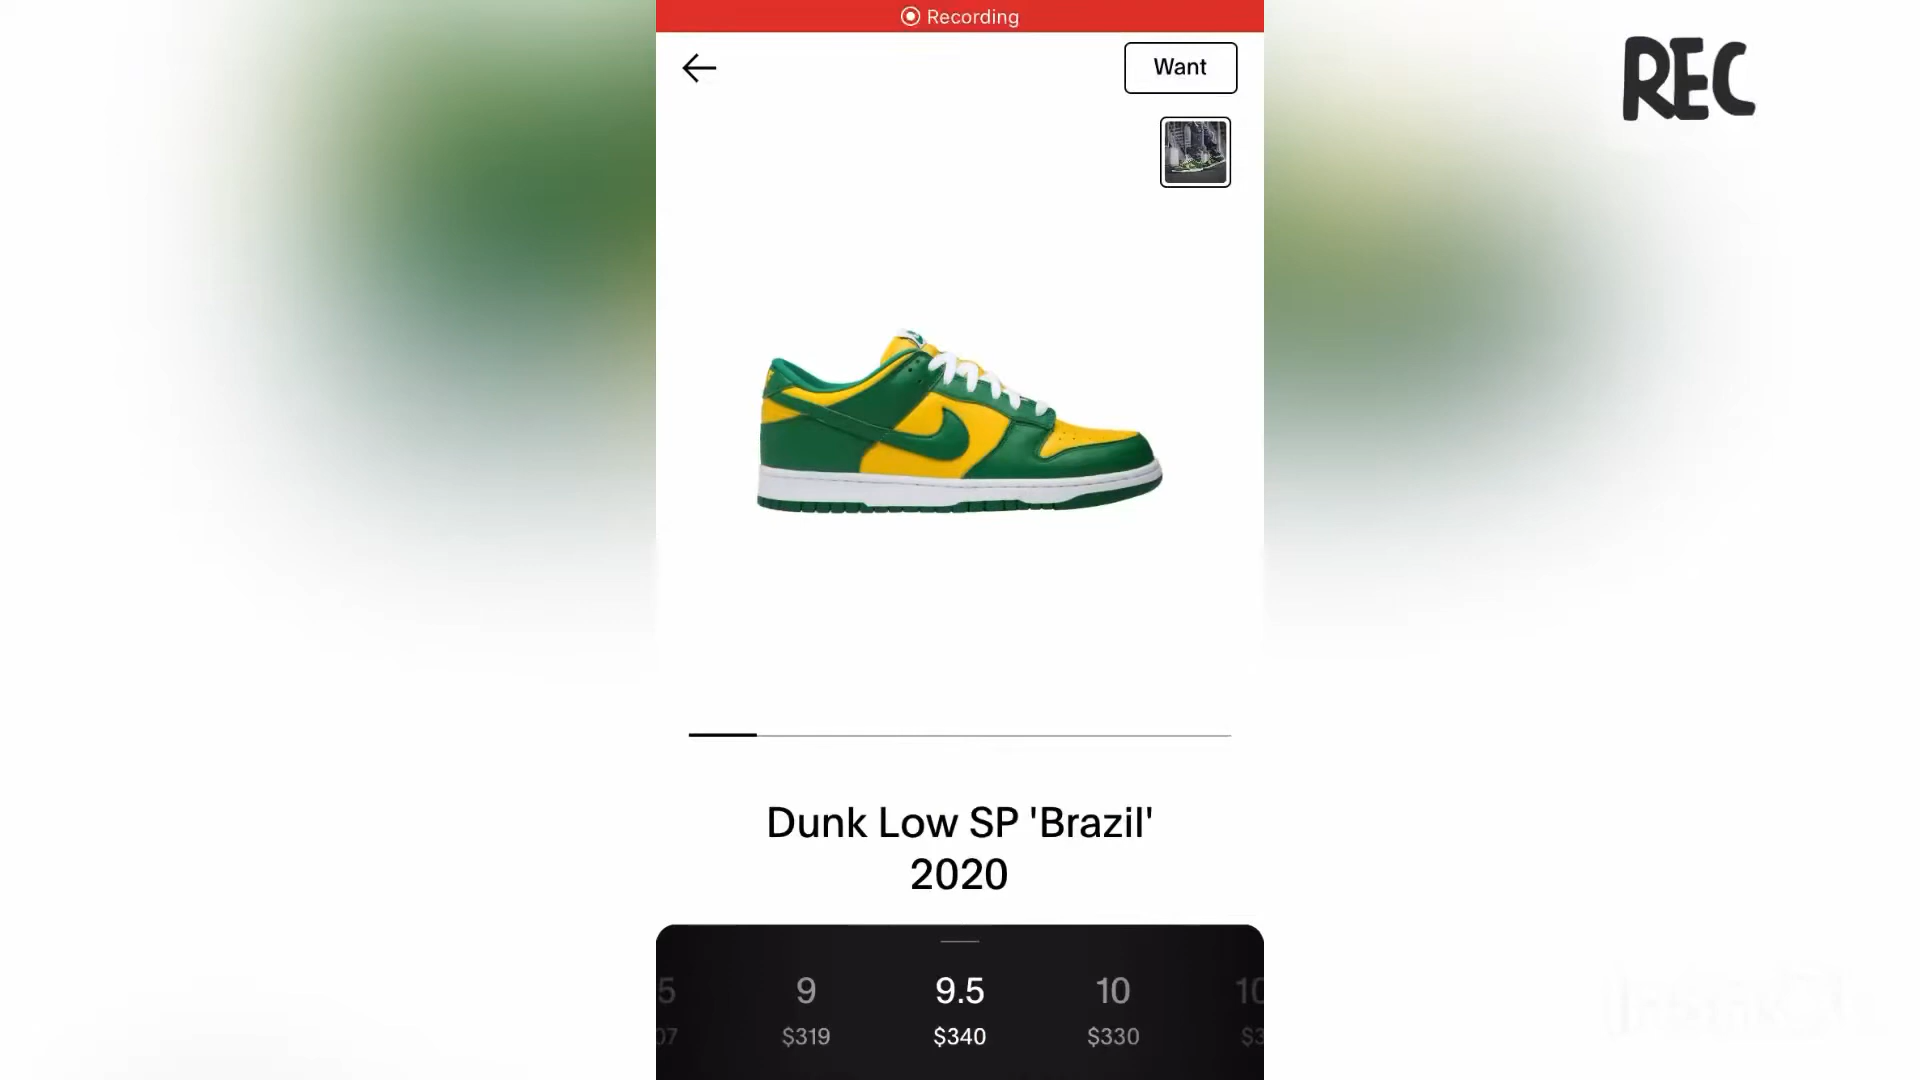 Recording
REC
Want
Dunk Low SP 'Brazil'
2020
9 9.5 10
$319 $340 $330